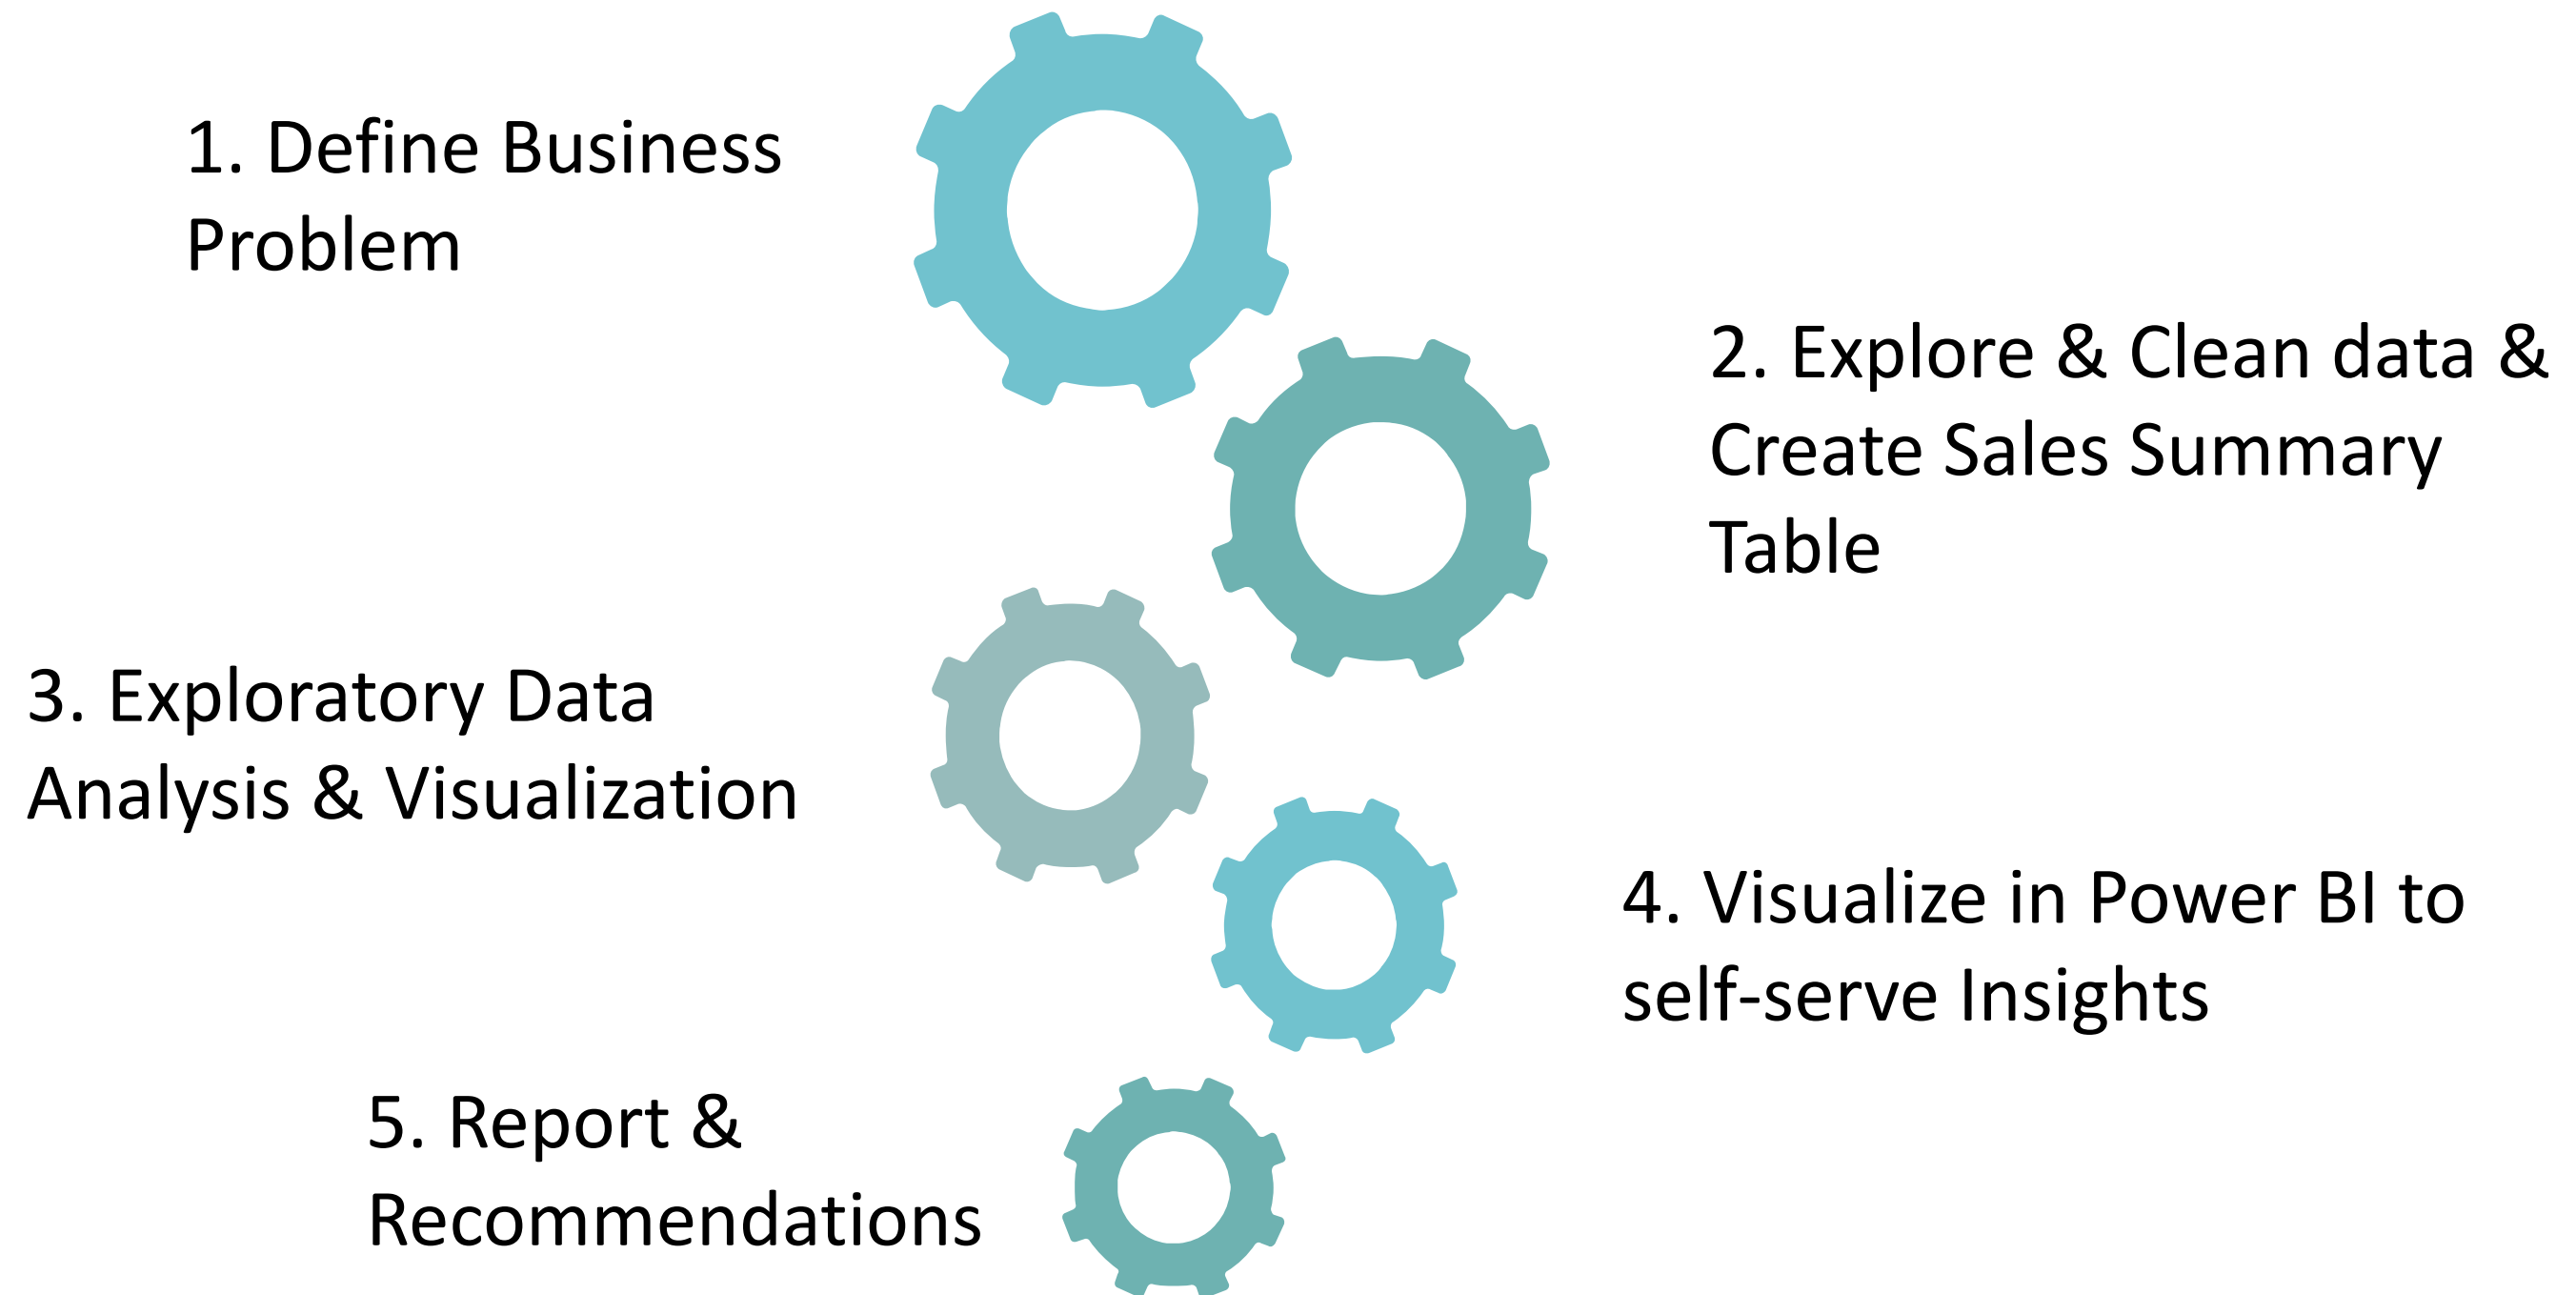 1. Define Business
Problem
2. Explore & Clean data &
Create Sales Summary
Table
3. Exploratory Data
Analysis & Visualization
4. Visualize in Power BI to
self-serve Insights
5. Report &
Recommendations